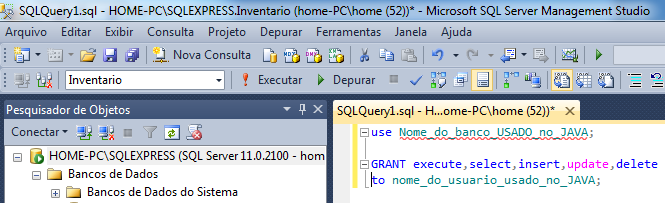 SQLQuery1.sql - HOME-PC\SQLEXPRESS.Inventario (home-PC\home (52))* - Microsoft SQL Server Management Studio
Arquivo Editar Exibir Consulta Projeto Depurar Ferramentas Janela Ajuda
Nova Consulta
Inventario Executar Depurar
Pesquisador de Objetos
Conectar
HOME-PC\SQLEXPRESS (SQL Server 11.0.2100 - hom
Bancos de Dados
Bancos de Dados do Sistema
SQLQuery1.sql - H...ome-PC\home (52))*
use Nome_do_banco_USADO_no_JAVA;
GRANT execute,select,insert,update,delete
to nome_do_usuario_usado_no_JAVA;